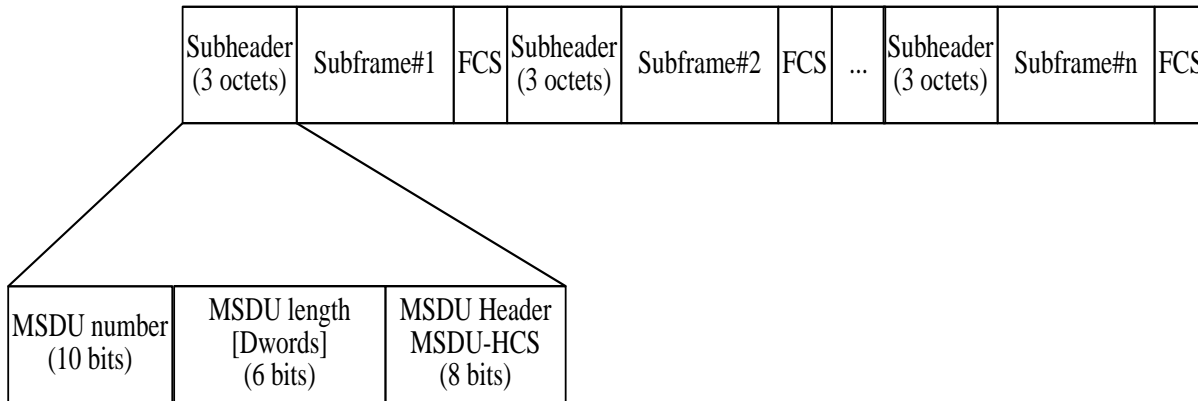 Subheader
(3 octets)
Subframe#1
FCS
Subheader
(3 octets)
Subframe#2
FCS
...
Subheader
(3 octets)
Subframe#n
FCS
MSDU number
(10 bits)
MSDU length
[Dwords]
(6 bits)
MSDU Header
MSDU-HCS
(8 bits)